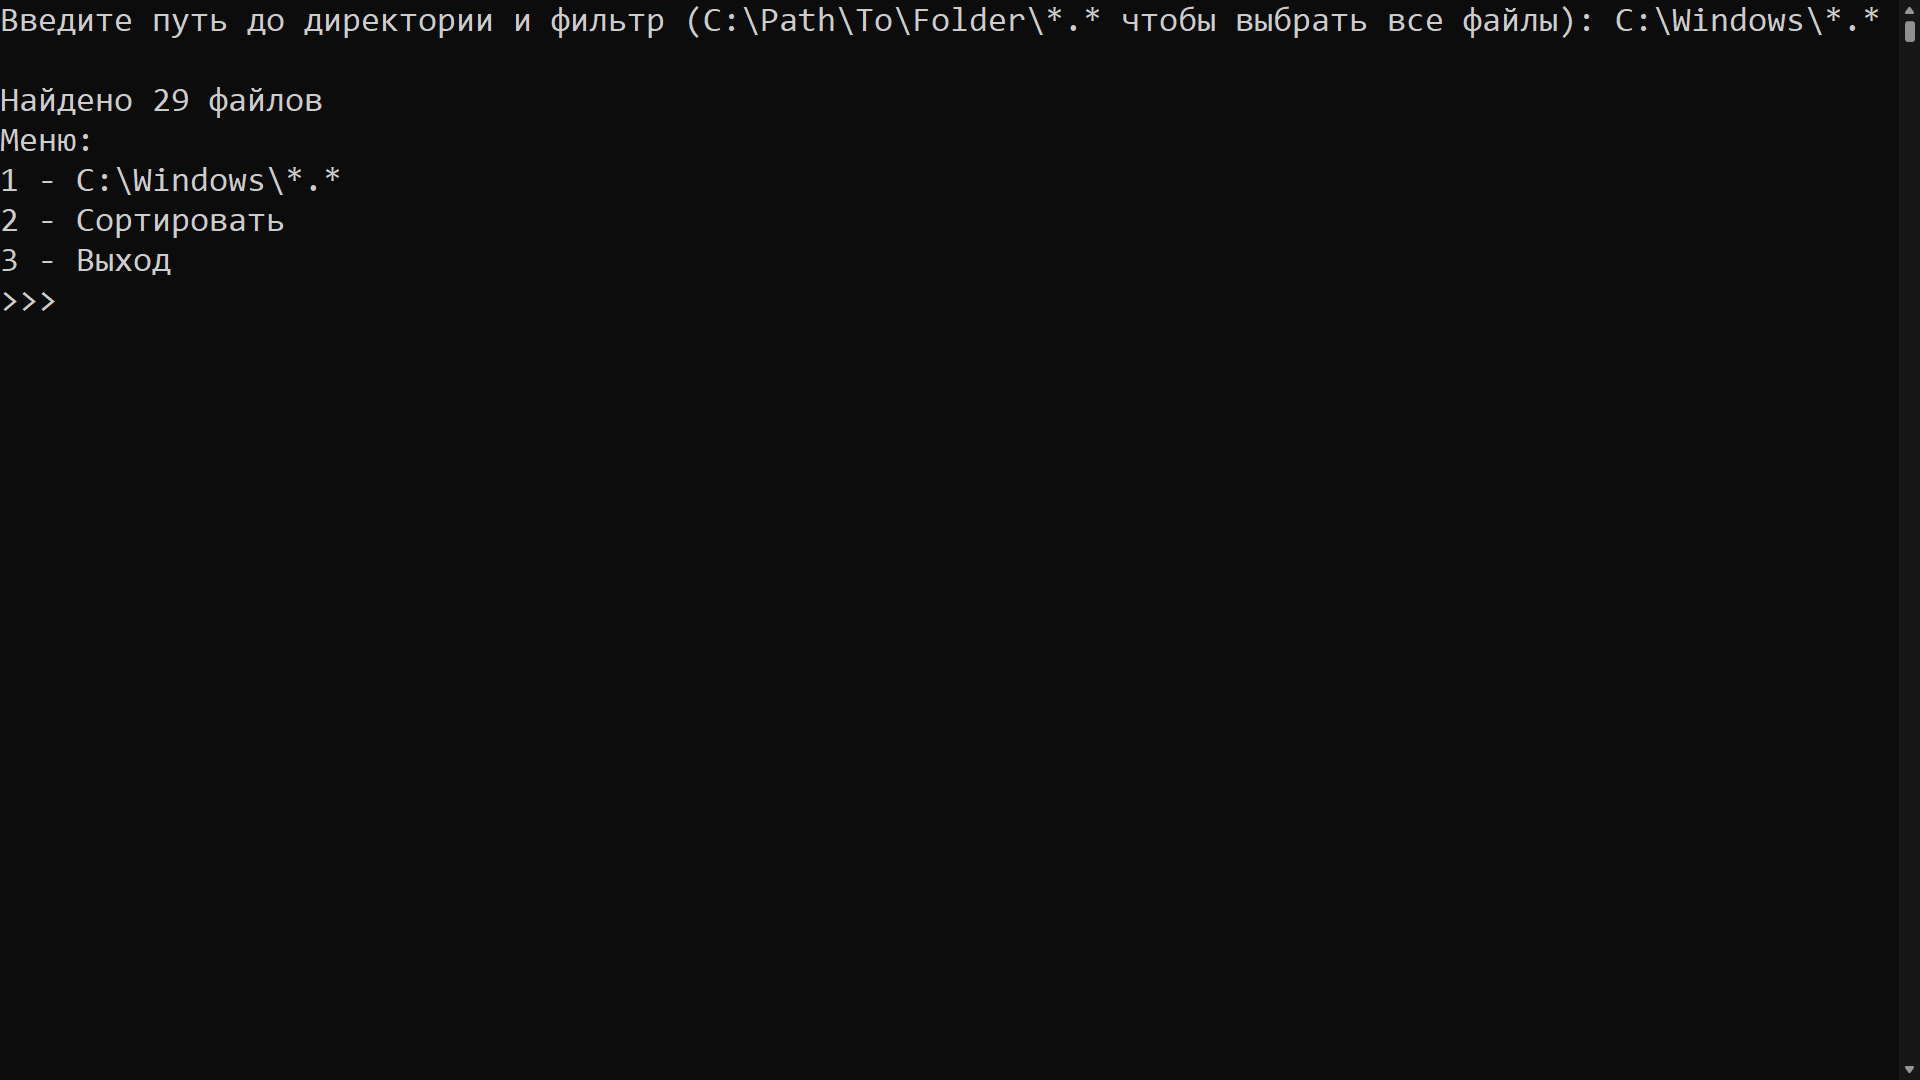 Введите путь до директории и фильтр (C:\Path\To\Folder\*.* чтобы выбрать все файлы): C:\Windows\*.*
Найдено 29 файлов
Меню:
1 - C:\Windows\*.*
2 - Сортировать
3 - Выход
>>>